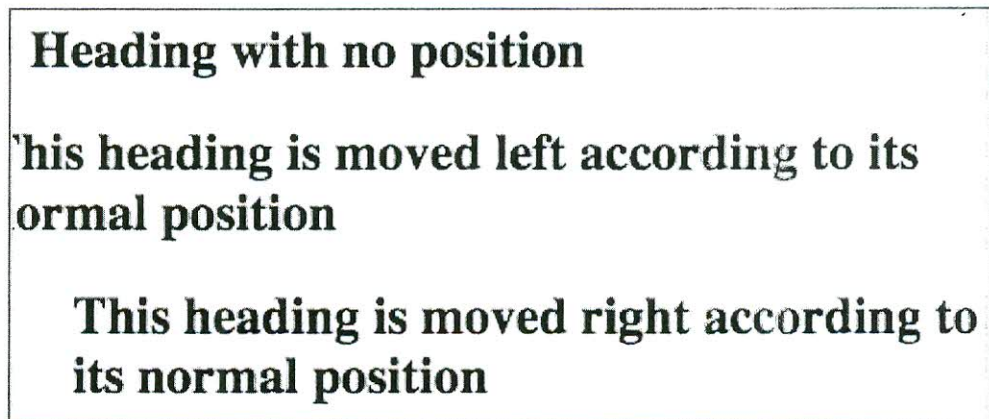 Heading with no position
his heading is moved left according to its
ormal position
This heading is moved right according to
its normal position